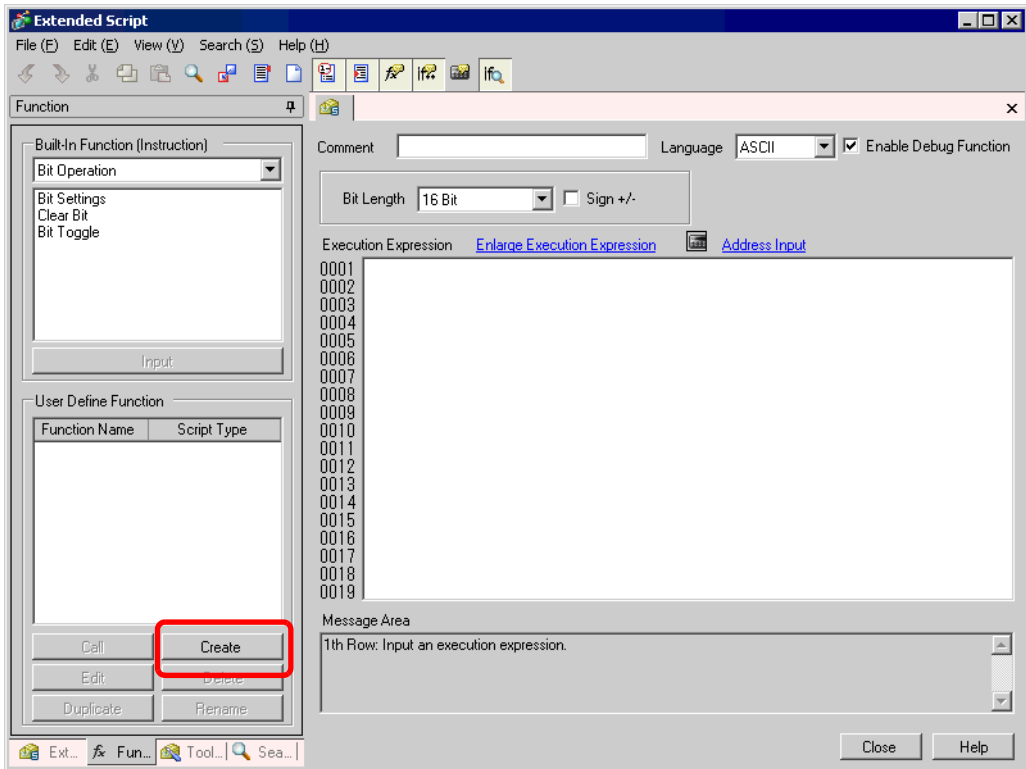 Extended Script
File (F) Edit (E) View (V) Search (S) Help (H)
Function
Built-In Function (Instruction)
Bit Operation
Bit Settings
Clear Bit
Bit Toggle
Input
User Define Function
Function Name Script Type
Call Create
Edit Delete
Duplicate Rename
Ext... fx Fun... Tool... Sea...
Comment Language ASCII Enable Debug Function
Bit Length 16 Bit Sign +/-
Execution Expression Enlarge Execution Expression Address Input
0001
0002
0003
0004
0005
0006
0007
0008
0009
0010
0011
0012
0013
0014
0015
0016
0017
0018
0019
Message Area
1th Row: Input an execution expression.
Close Help